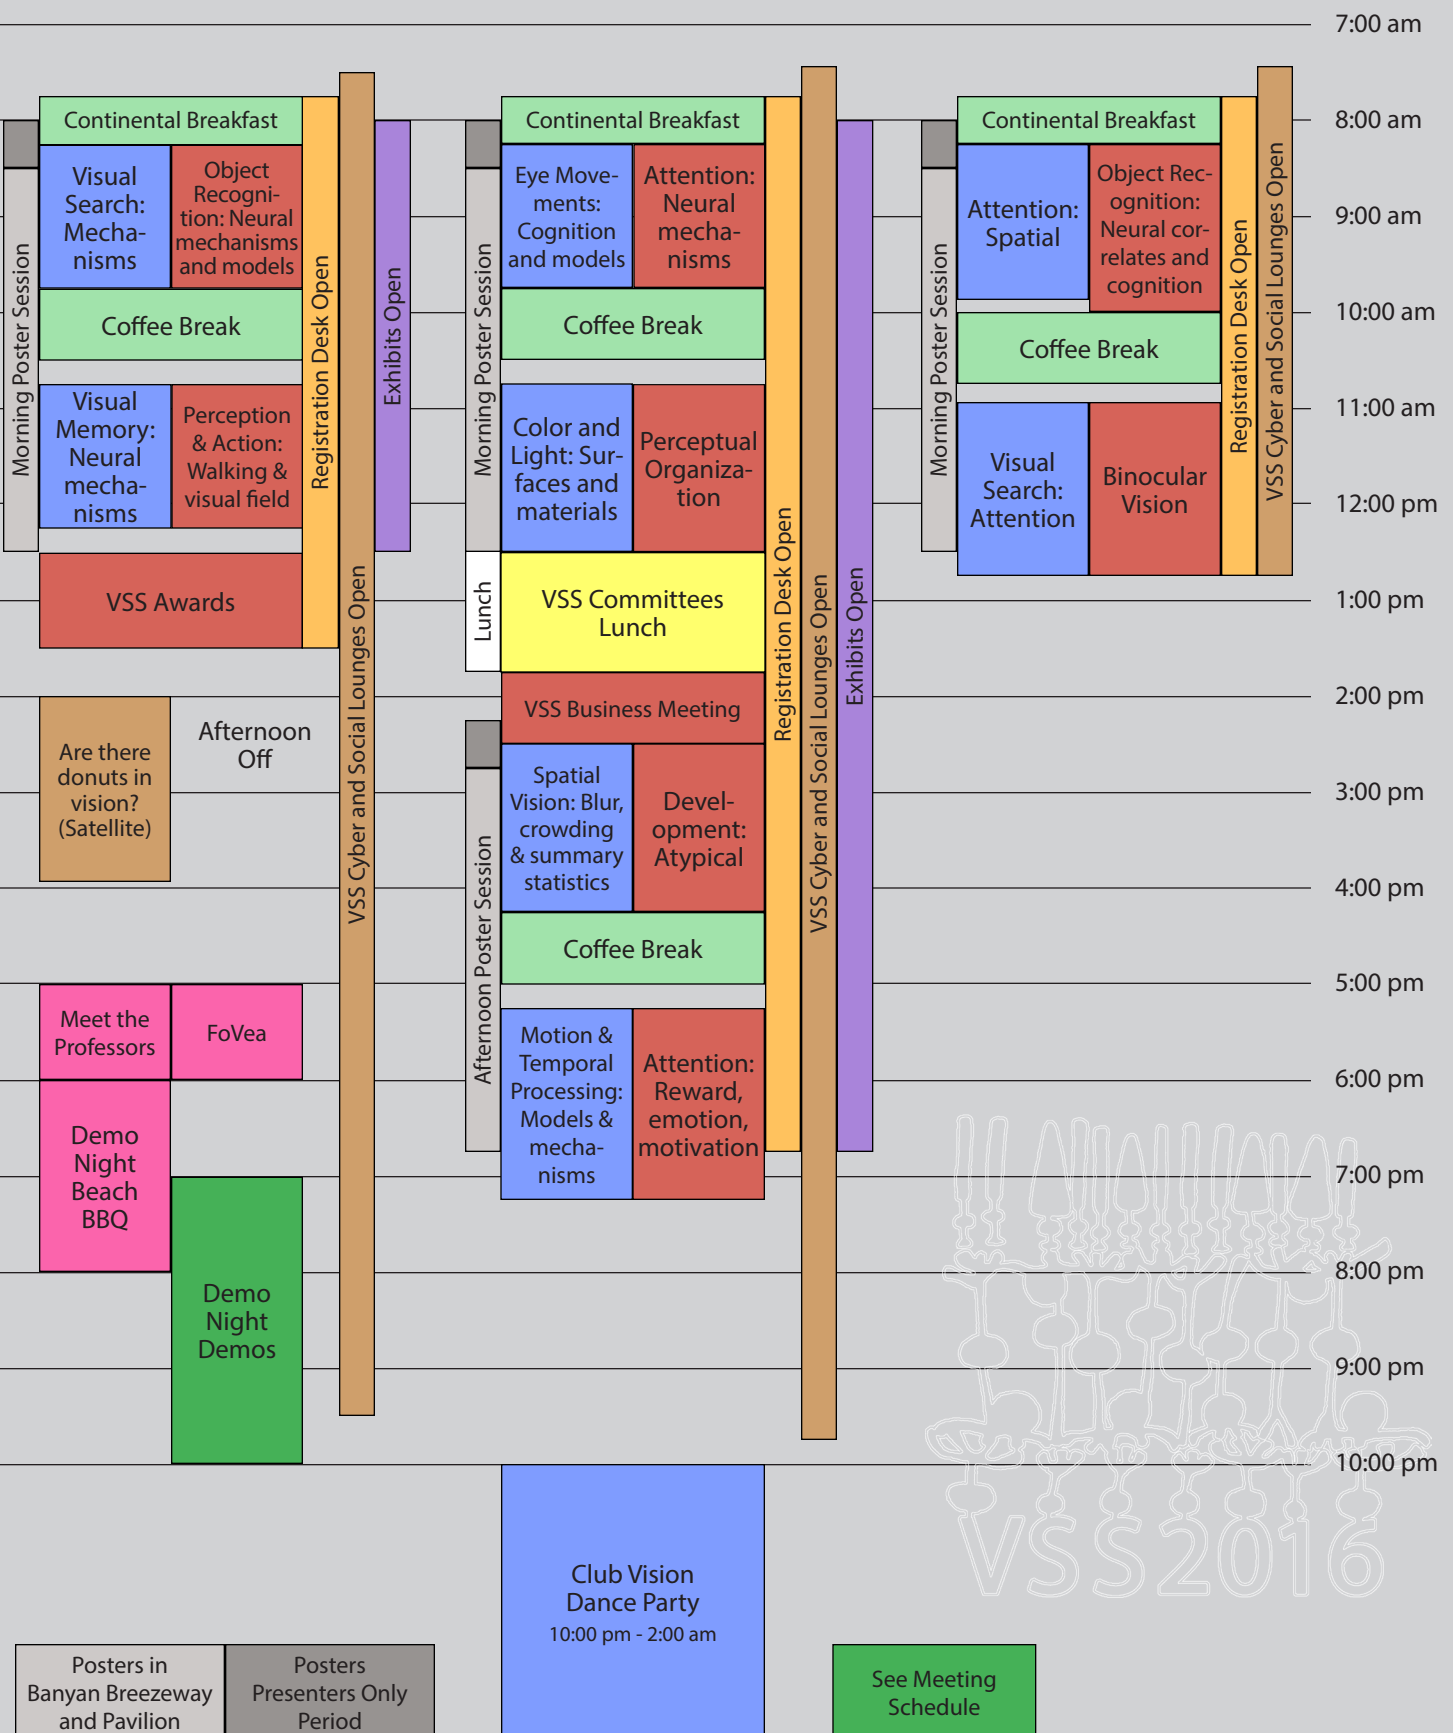 7:00 am
8:00 am
9:00 am
10:00 am
11:00 am
12:00 pm
1:00 pm
2:00 pm
3:00 pm
4:00 pm
5:00 pm
6:00 pm
7:00 pm
8:00 pm
9:00 pm
10:00 pm
Morning Poster Session
Continental Breakfast
Visual
Search:
Mecha-
nisms
Object
Recogni-
tion: Neural
mechanisms
and models
Coffee Break
Visual
Memory:
Neural
mecha-
nisms
Perception
& Action:
Walking &
visual field
VSS Awards
Are there
donuts in
vision?
(Satellite)
Afternoon
Off
Meet the
Professors
FoVea
Demo
Night
Beach
BBQ
Demo
Night
Demos
Registration Desk Open
VSS Cyber and Social Lounges Open
Exhibits Open
Morning Poster Session
Lunch
Afternoon Poster Session
Continental Breakfast
Eye Move-
ments:
Cognition
and models
Attention:
Neural
mecha-
nisms
Coffee Break
Color and
Light: Sur-
faces and
materials
Perceptual
Organiza-
tion
VSS Committees
Lunch
VSS Business Meeting
Spatial
Vision: Blur,
crowding
& summary
statistics
Devel-
opment:
Atypical
Coffee Break
Motion &
Temporal
Processing:
Models &
mecha-
nisms
Attention:
Reward,
emotion,
motivation
Club Vision
Dance Party
10:00 pm - 2:00 am
Registration Desk Open
VSS Cyber and Social Lounges Open
Exhibits Open
Morning Poster Session
Continental Breakfast
Attention:
Spatial
Object Rec-
ognition:
Neural cor-
relates and
cognition
Coffee Break
Visual
Search:
Attention
Binocular
Vision
Registration Desk Open
VSS Cyber and Social Lounges Open
VSS2016
Posters in
Banyan Breezeway
and Pavilion
Posters
Presenters Only
Period
See Meeting
Schedule